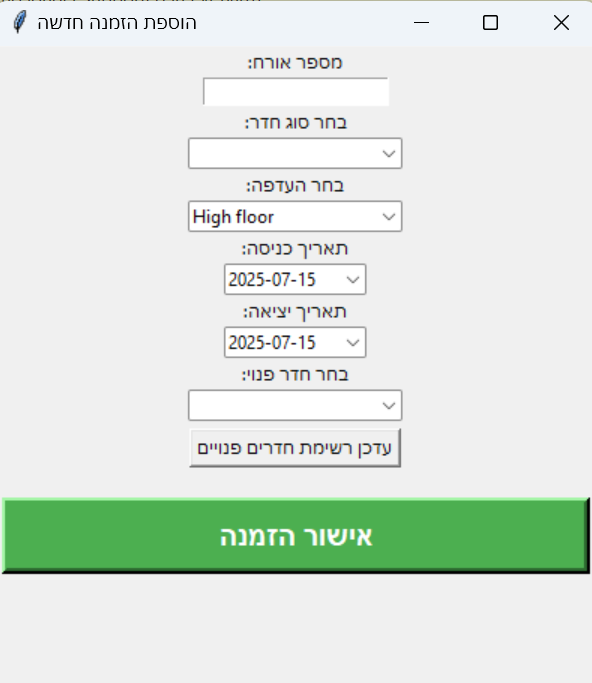 הוספת הזמנה חדשה
מספר אורח:
בחר סוג חדר:
בחר העדפה:
High floor
תאריך כניסה:
2025-07-15
תאריך יציאה:
2025-07-15
בחר חדר פנוי:
עדכן רשימת חדרים פנויים
אישור הזמנה